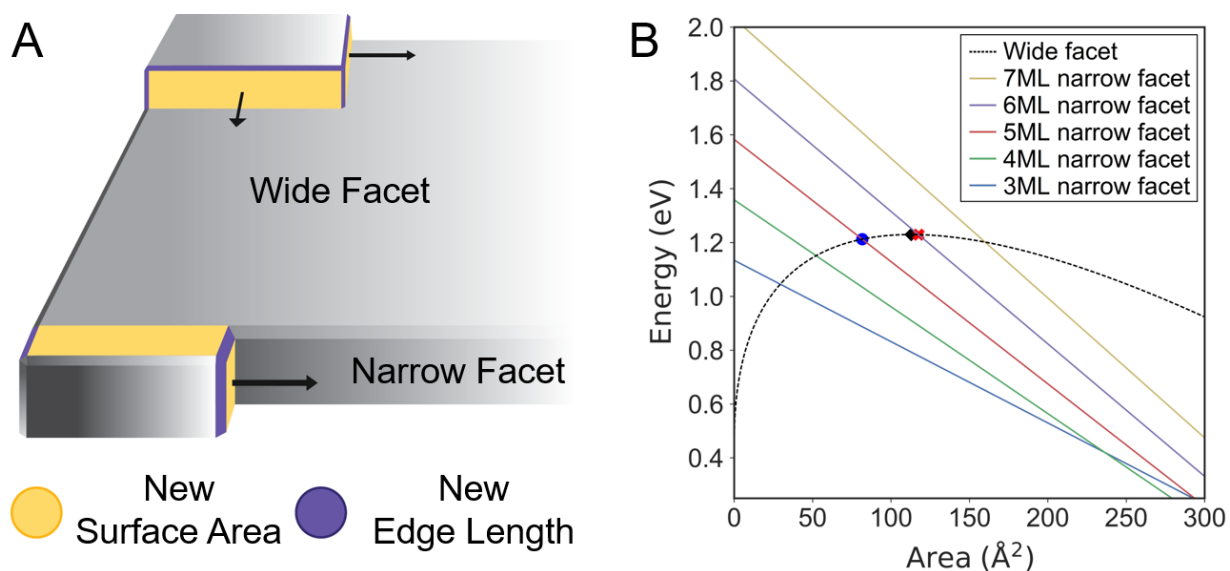 A
Wide Facet
Narrow Facet
New
Surface Area
New
Edge Length
B
Energy (eV)
2.0
1.8
1.6
1.4
1.2
1.0
0.8
0.6
0.4
Wide facet
7ML narrow facet
6ML narrow facet
5ML narrow facet
4ML narrow facet
3ML narrow facet
0
50
100
150
200
250
300
Area (Å²)